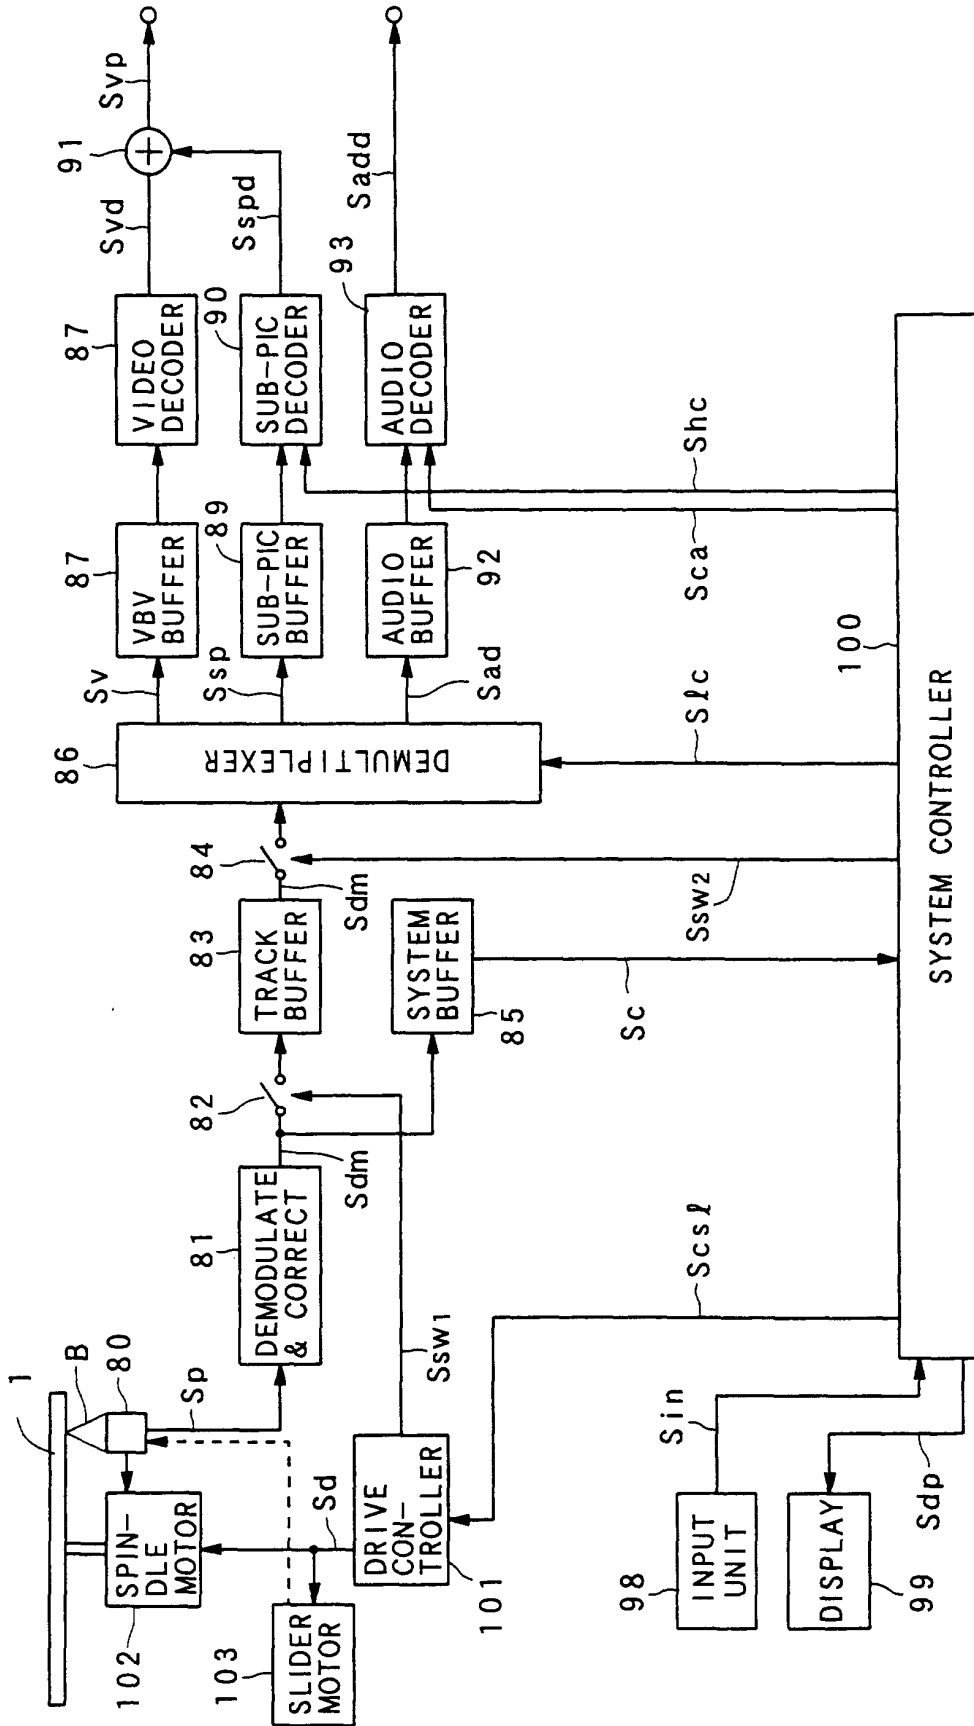 1
B
80
Sp
SPIN-
DLE
MOTOR
102
SLIDER
MOTOR
103
Sd
DRIVE
CON-
TROLLER
101
Ssw1
DEMODULATE
& CORRECT
81
Sdm
82
TRACK
BUFFER
83
Sdm
84
SYSTEM
BUFFER
85
Sc
Ssw2
DEMULTIPLEXER
86
Slc
Sv
Ssp
Sad
VBV
BUFFER
87
SUB-PIC
BUFFER
89
AUDIO
BUFFER
92
VIDEO
DECODER
87
SUB-PIC
DECODER
90
AUDIO
DECODER
93
Svd
Sspd
91
+
Svp
Sadd
Shc
Sca
100
SYSTEM CONTROLLER
Scsl
Sin
Sdp
INPUT
UNIT
98
DISPLAY
99